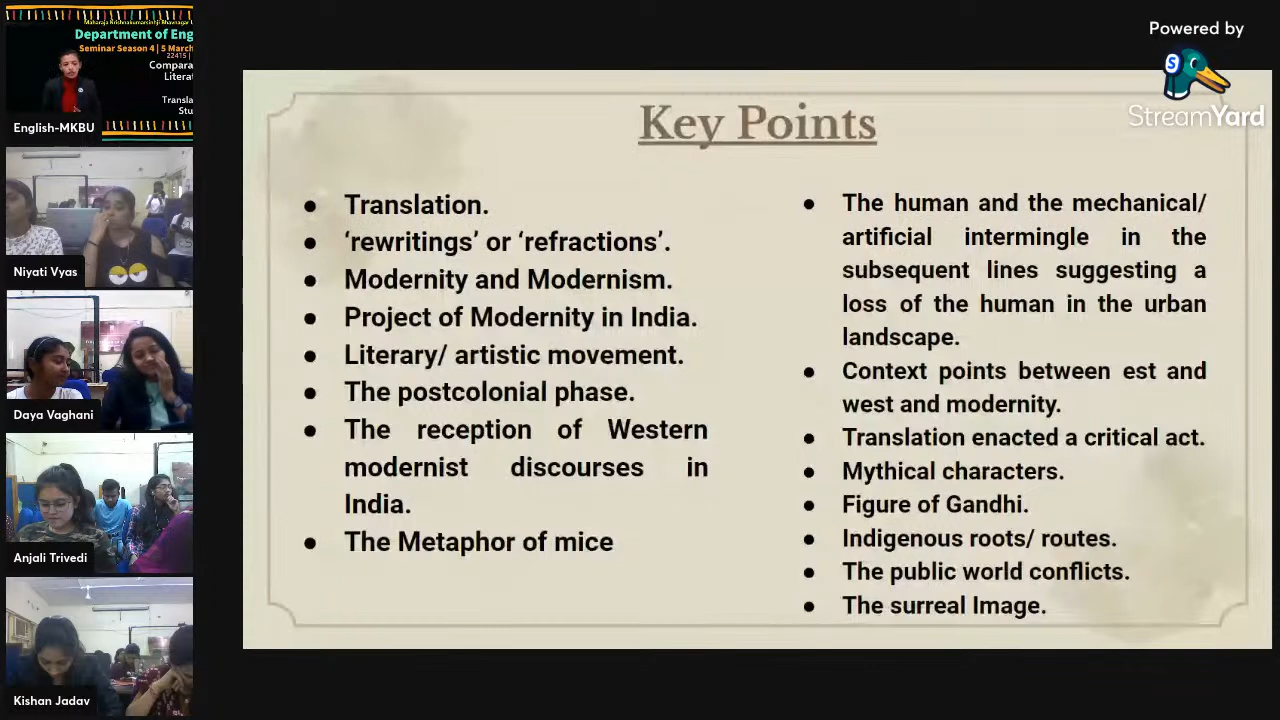 Maharaja Krishnakumarsinhji Bhavnagar U
Department of Eng
Seminar Season 4 | 5 March
22415 |
Compara
Literat
Transla
Stu
English-MKBU
Niyati Vyas
Daya Vaghani
Anjali Trivedi
Kishan Jadav
Powered by
StreamYard
Key Points
● Translation.
● ‘rewritings’ or ‘refractions’.
● Modernity and Modernism.
● Project of Modernity in India.
● Literary/ artistic movement.
● The postcolonial phase.
● The reception of Western
modernist discourses in
India.
● The Metaphor of mice
● The human and the mechanical/
artificial intermingle in the
subsequent lines suggesting a
loss of the human in the urban
landscape.
● Context points between est and
west and modernity.
● Translation enacted a critical act.
● Mythical characters.
● Figure of Gandhi.
● Indigenous roots/ routes.
● The public world conflicts.
● The surreal Image.